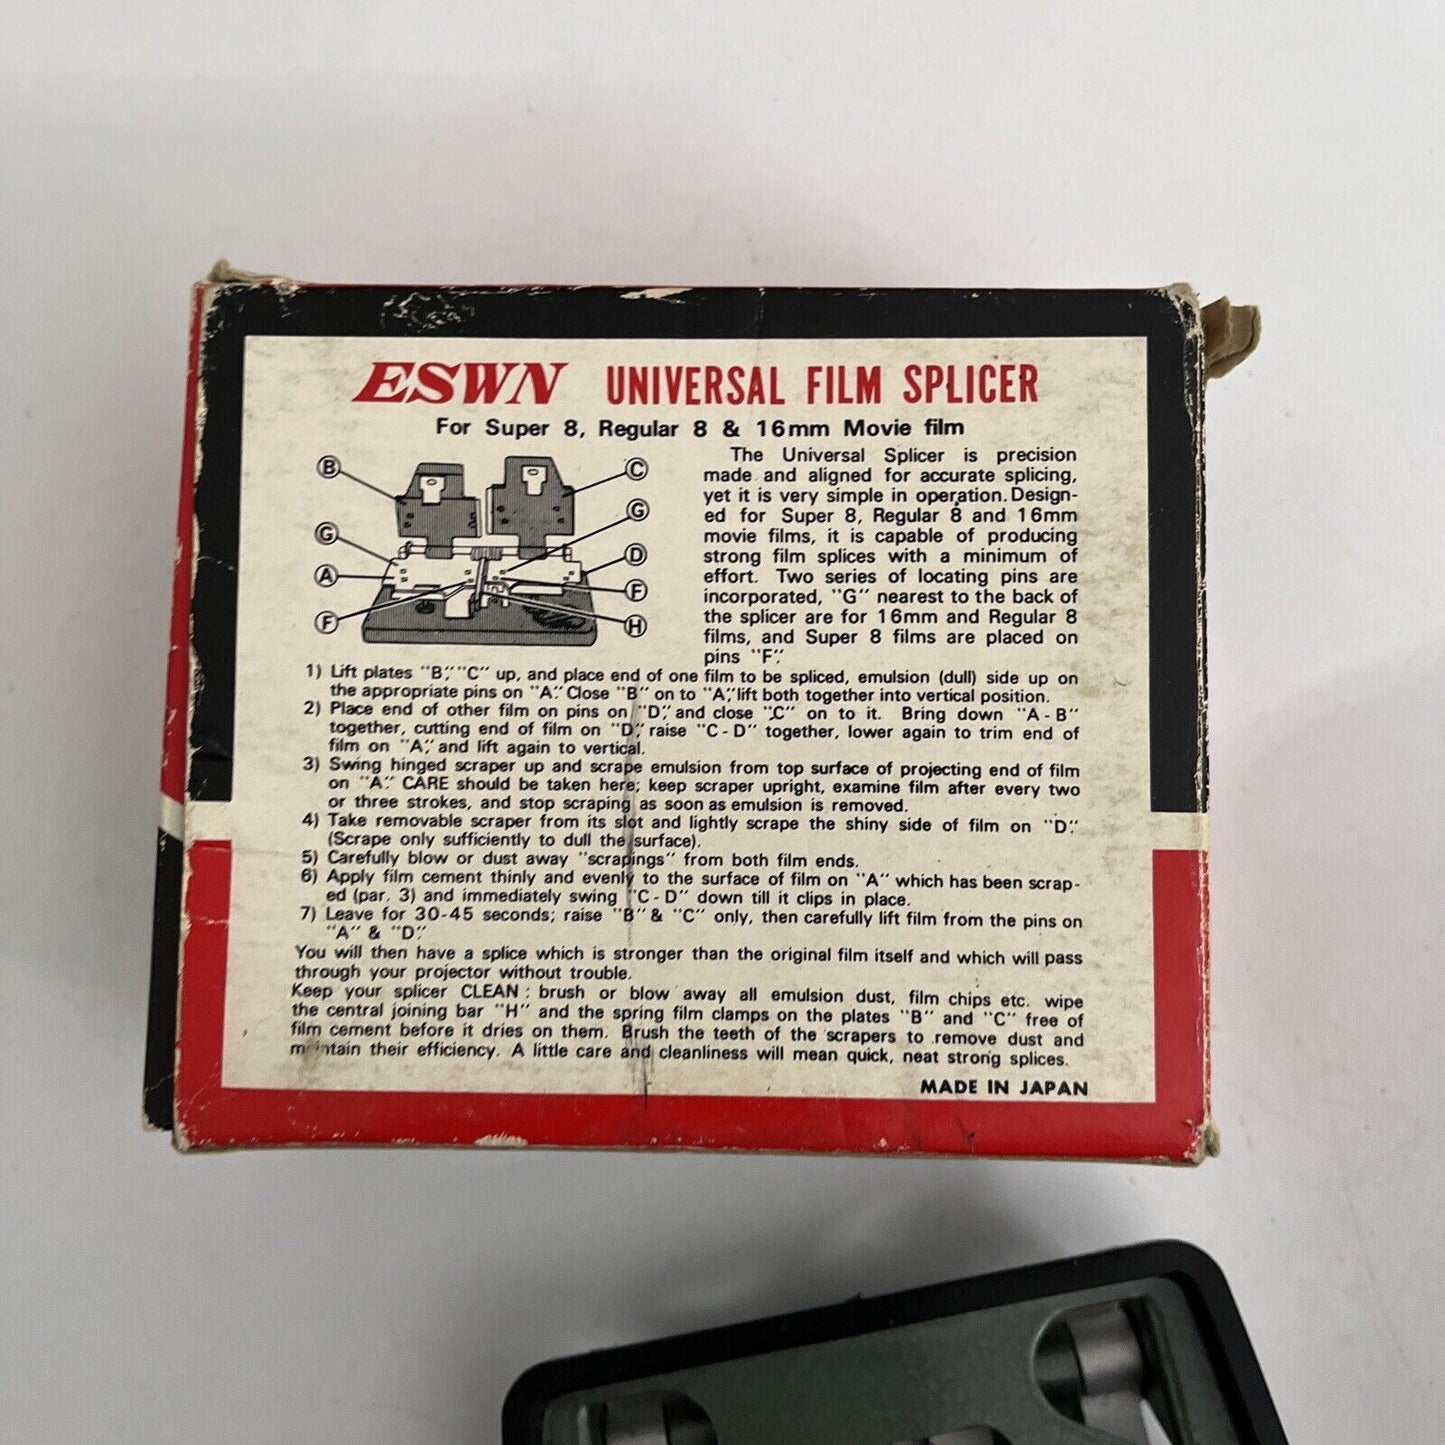 ESWN UNIVERSAL FILM SPLICER
For Super 8, Regular 8 & 16mm Movie film
B
C
G
G
D
A
F
F
H
The Universal Splicer is precision
made and aligned for accurate splicing,
yet it is very simple in operation. Design-
ed for Super 8, Regular 8 and 16mm
movie films, it is capable of producing
strong film splices with a minimum of
effort. Two series of locating pins are
incorporated, "G" nearest to the back of
the splicer are for 16mm and Regular 8
films, and Super 8 films are placed on
pins "F."
1) Lift plates "B," "C" up, and place end of one film to be spliced, emulsion (dull) side up on
the appropriate pins on "A." Close "B" on to "A," lift both together into vertical position.
2) Place end of other film on pins on "D," and close "C" on to it. Bring down "A - B"
together, cutting end of film on "D," raise "C - D" together, lower again to trim end of
film on "A," and lift again to vertical.
3) Swing hinged scraper up and scrape emulsion from top surface of projecting end of film
on "A." CARE should be taken here; keep scraper upright, examine film after every two
or three strokes, and stop scraping as soon as emulsion is removed.
4) Take removable scraper from its slot and lightly scrape the shiny side of film on "D."
(Scrape only sufficiently to dull the surface).
5) Carefully blow or dust away "scrapings" from both film ends.
6) Apply film cement thinly and evenly to the surface of film on "A" which has been scrap-
ed (par. 3) and immediately swing "C - D" down till it clips in place.
7) Leave for 30-45 seconds; raise "B" & "C" only, then carefully lift film from the pins on
"A" & "D."
You will then have a splice which is stronger than the original film itself and which will pass
through your projector without trouble.
Keep your splicer CLEAN : brush or blow away all emulsion dust, film chips etc. wipe
the central joining bar "H" and the spring film clamps on the plates "B" and "C" free of
film cement before it dries on them. Brush the teeth of the scrapers to remove dust and
maintain their efficiency. A little care and cleanliness will mean quick, neat strong splices.
MADE IN JAPAN